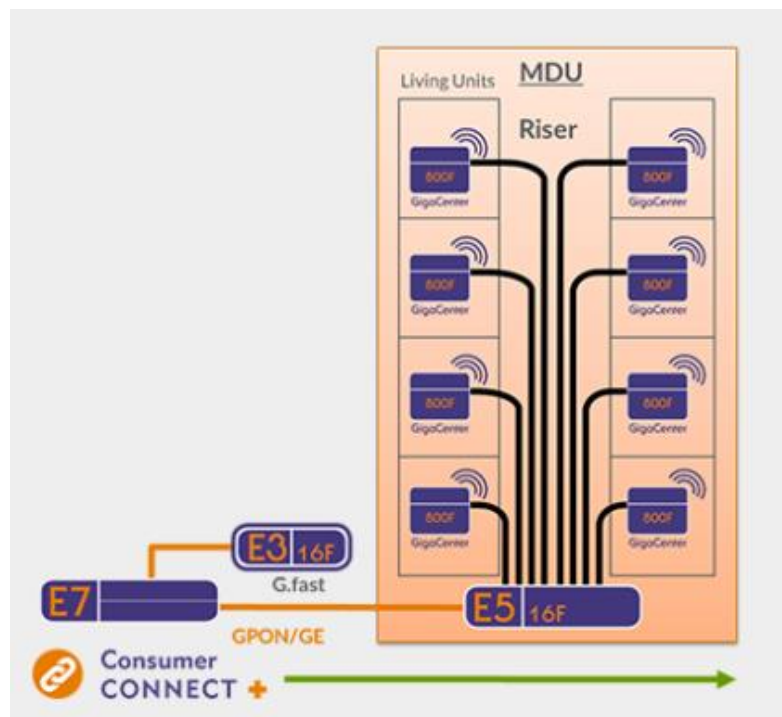 MDU
Living Units
Riser
800F
GigaCenter
800F
GigaCenter
800F
GigaCenter
800F
GigaCenter
800F
GigaCenter
800F
GigaCenter
800F
GigaCenter
800F
GigaCenter
E3 16F
G.fast
E7
E5 16F
GPON/GE
Consumer
CONNECT +